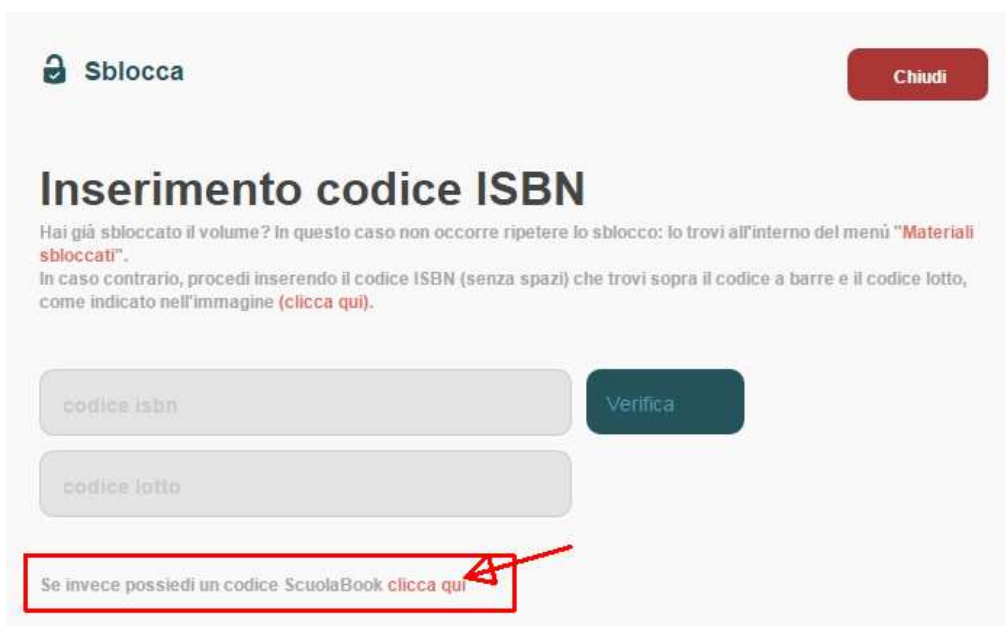 Sblocca
Chiudi
Inserimento codice ISBN
Hai già sbloccato il volume? In questo caso non occorre ripetere lo sblocco: lo trovi all'interno del menù "Materiali
sbloccati".
In caso contrario, procedi inserendo il codice ISBN (senza spazi) che trovi sopra il codice a barre e il codice lotto,
come indicato nell'immagine (clicca qui).
codice isbn
Verifica
codice lotto
Se invece possiedi un codice ScuolaBook clicca qui